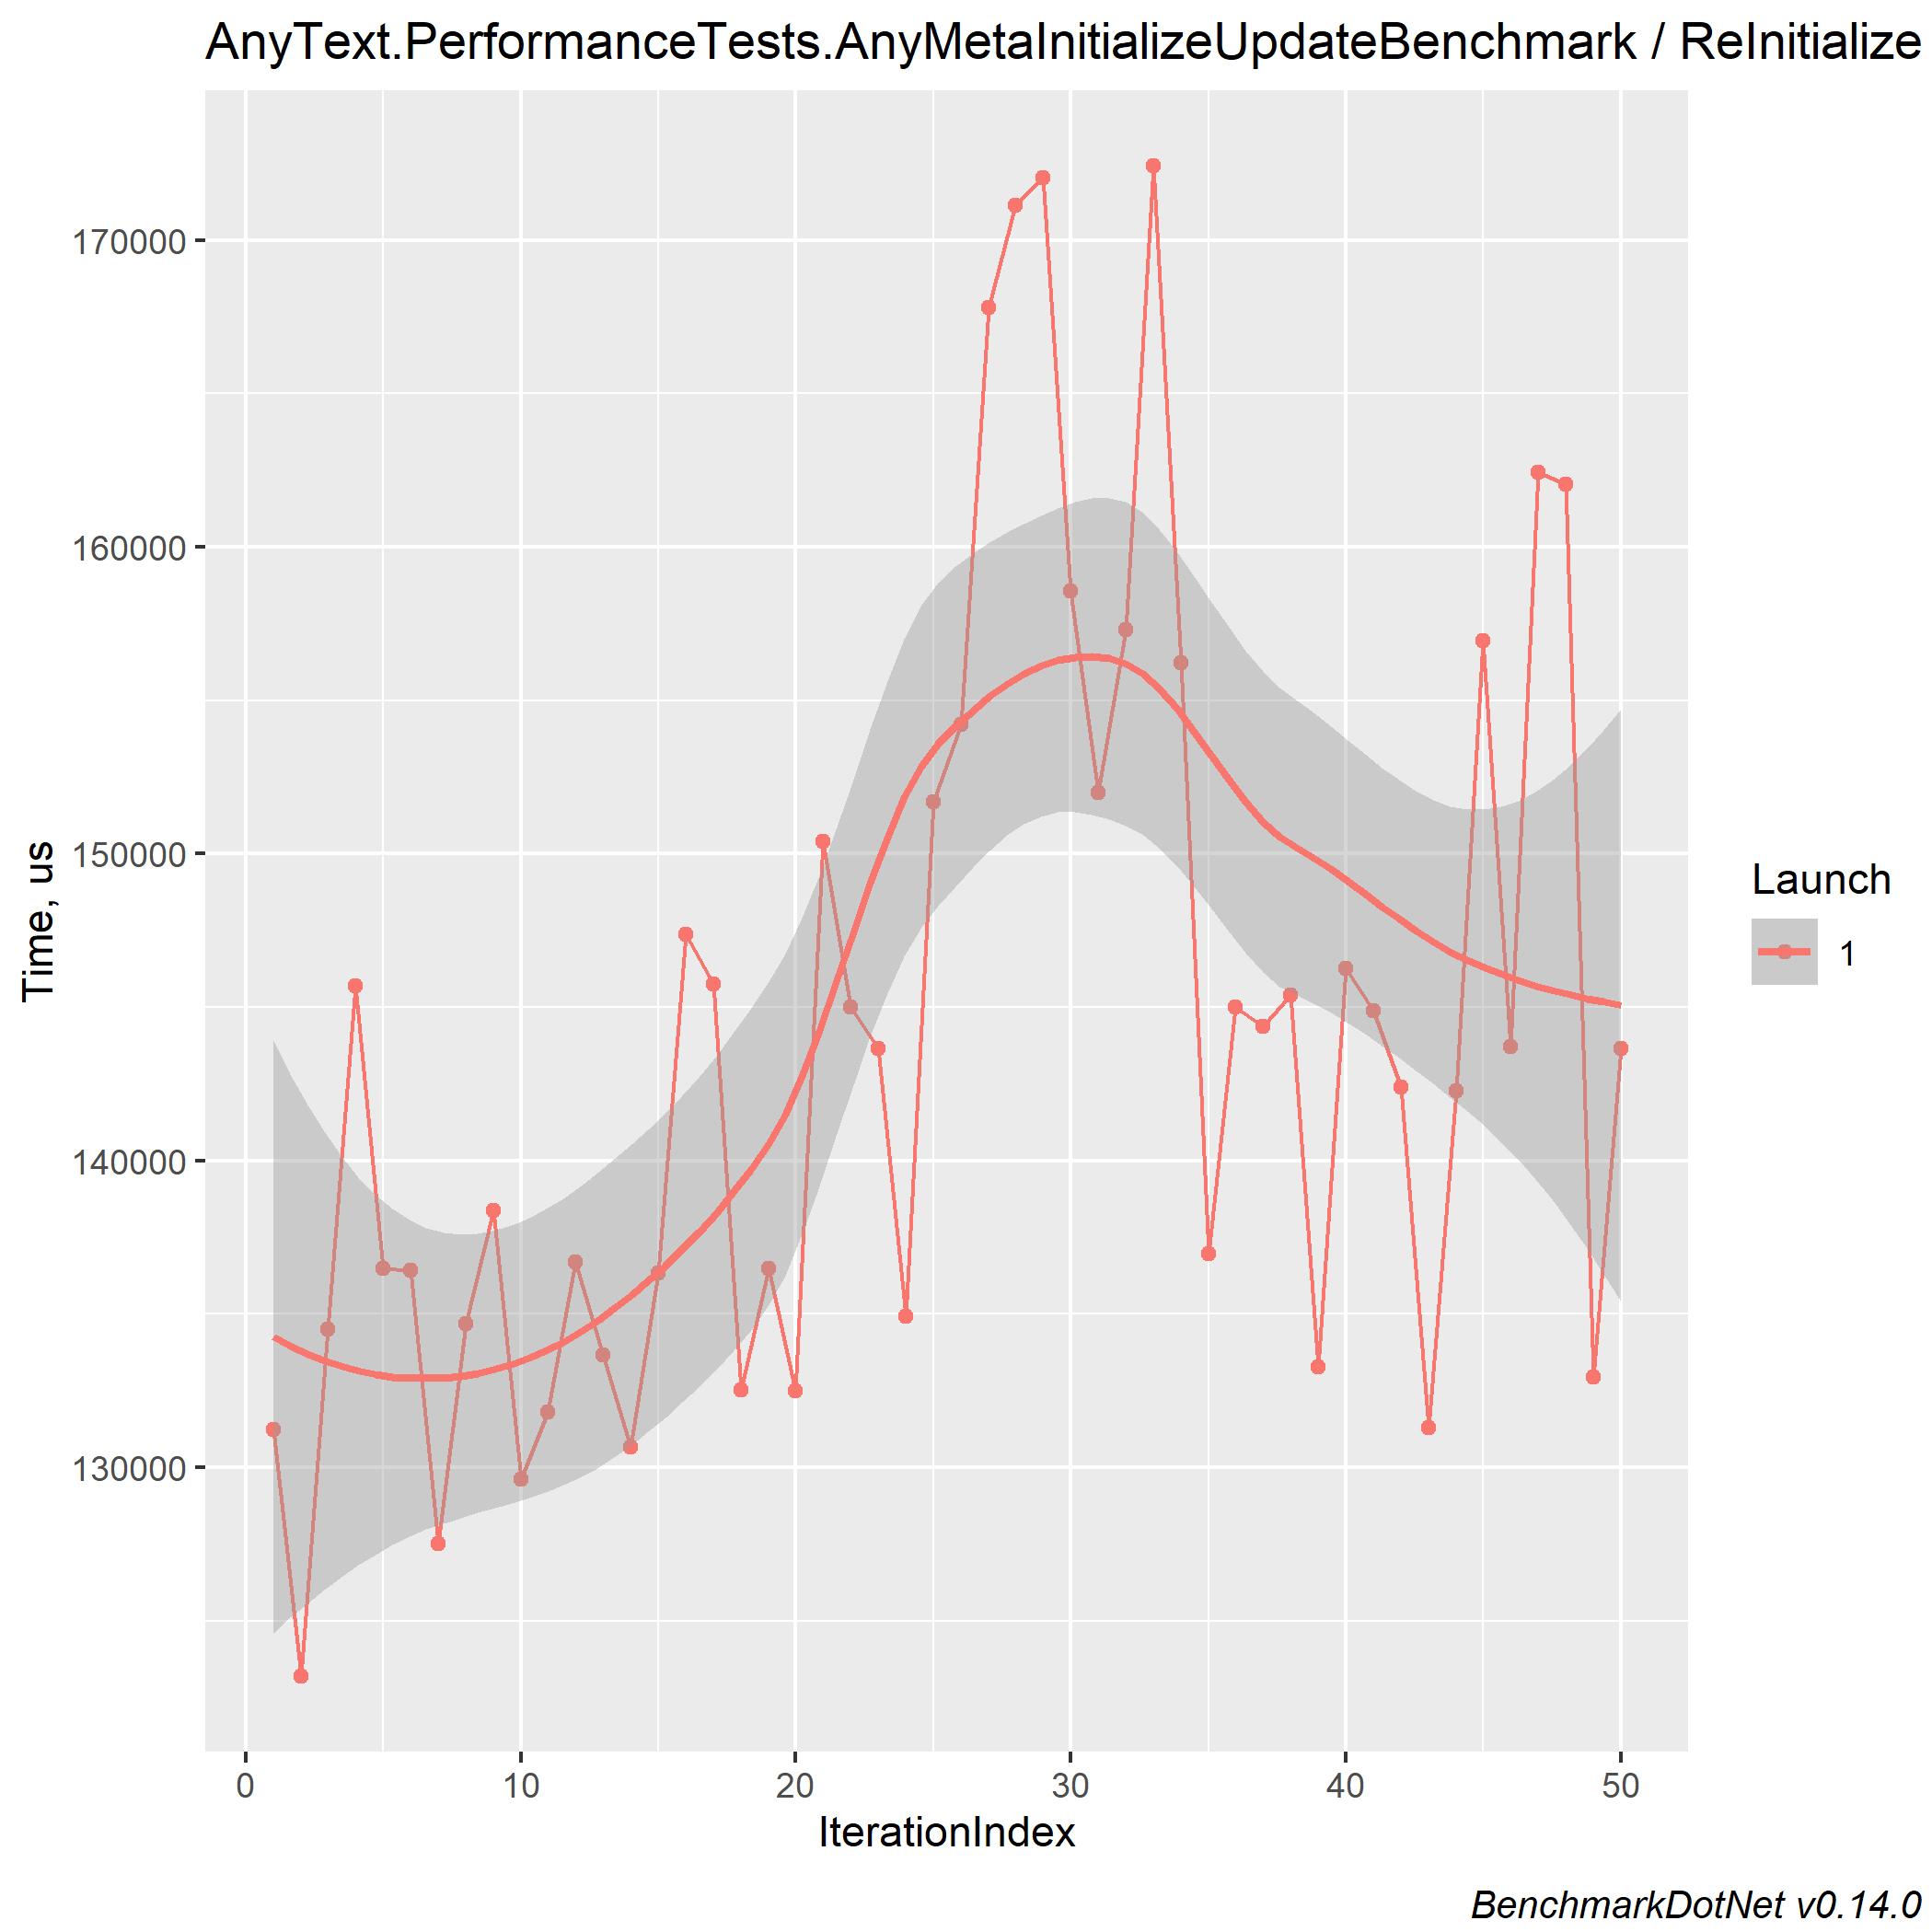 AnyText.PerformanceTests.AnyMetaInitializeUpdateBenchmark / ReInitialize
170000
160000
150000
140000
130000
Time, us
0 10 20 30 40 50
IterationIndex
Launch
1
BenchmarkDotNet v0.14.0